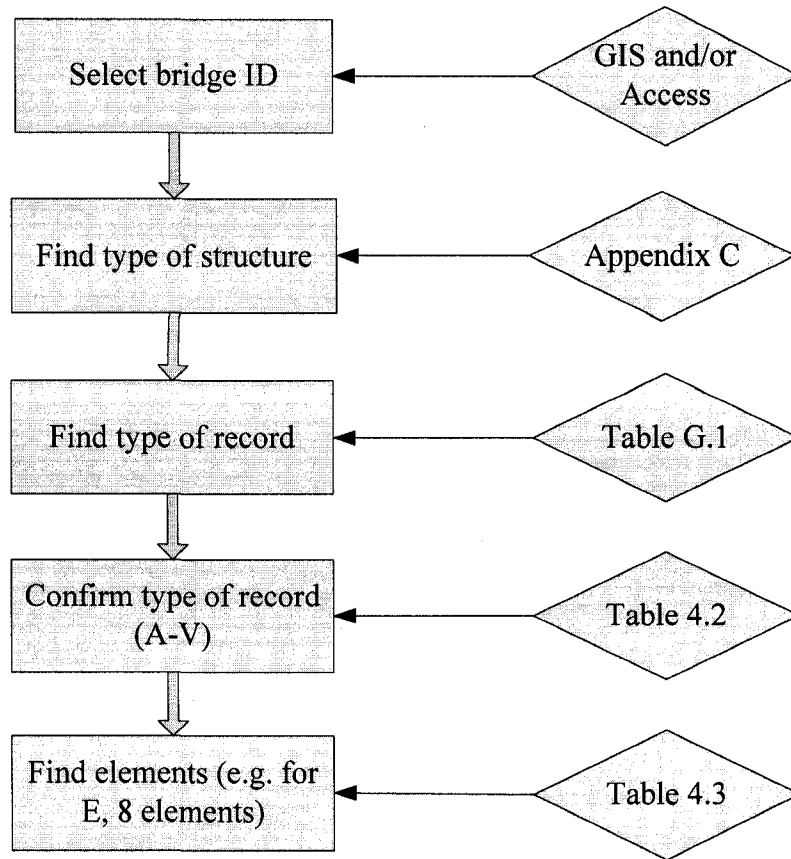 Select bridge ID
GIS and/or
Access
Find type of structure
Appendix C
Find type of record
Table G.1
Confirm type of record
(A-V)
Table 4.2
Find elements (e.g. for
E, 8 elements)
Table 4.3